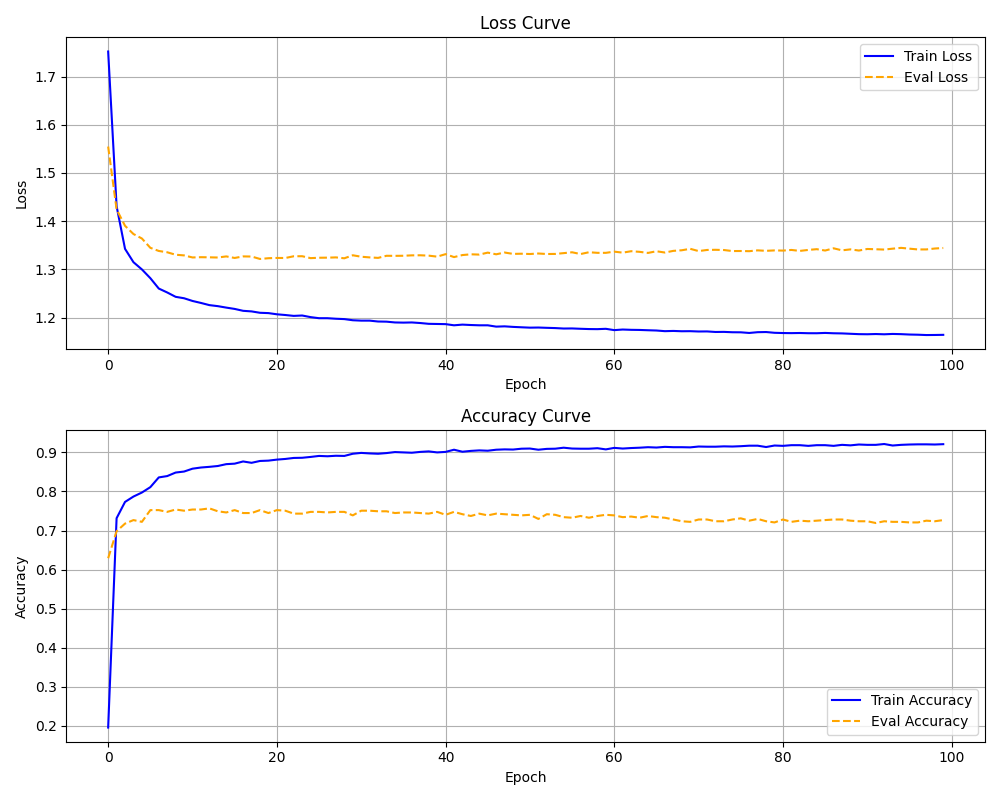 Loss Curve
Train Loss
Eval Loss
1.7
1.6
1.5
1.4
1.3
1.2
Loss
0 20 40 60 80 100
Epoch
Accuracy Curve
0.9
0.8
0.7
0.6
0.5
0.4
0.3
0.2
Accuracy
Train Accuracy
Eval Accuracy
0 20 40 60 80 100
Epoch